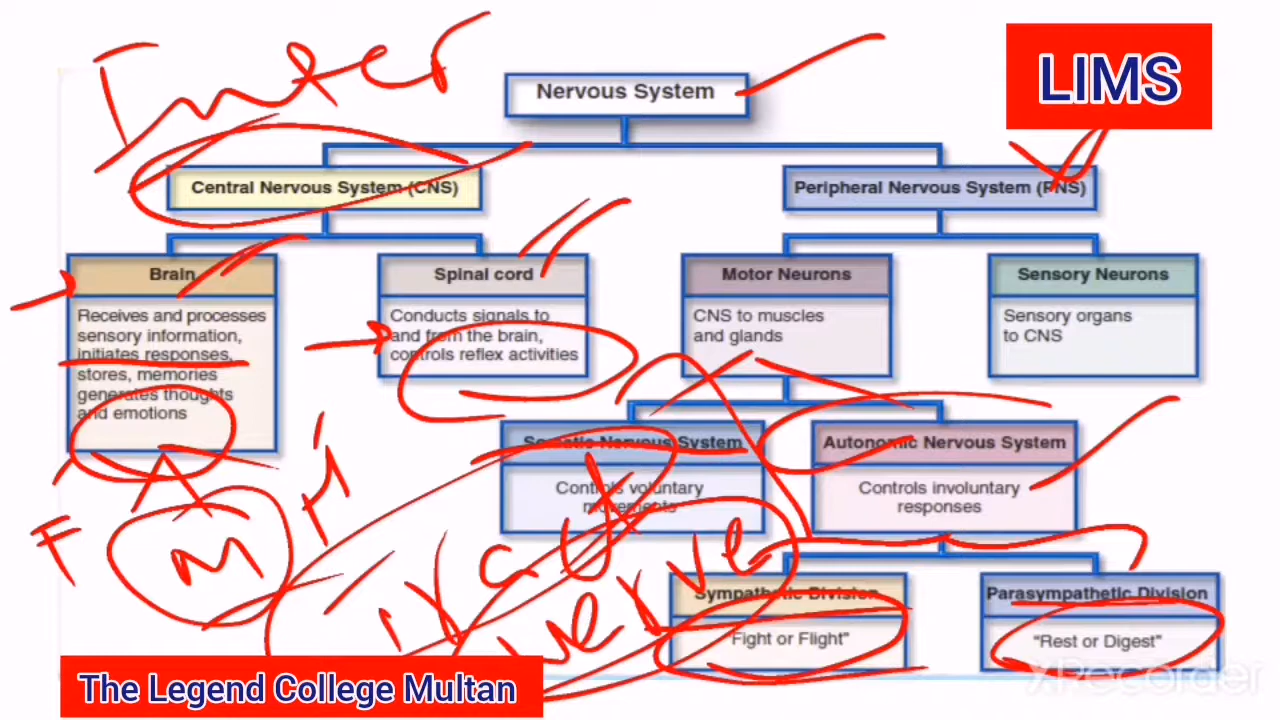 Inter
LIMS
Nervous System
Central Nervous System (CNS)
Peripheral Nervous System (PNS)
Brain
Receives and processes
sensory information,
initiates responses,
stores, memories
generates thoughts
and emotions
Spinal cord
Conducts signals to
and from the brain,
controls reflex activities
Motor Neurons
CNS to muscles
and glands
Sensory Neurons
Sensory organs
to CNS
Somatic Nervous System
Controls voluntary
movements
Autonomic Nervous System
Controls involuntary
responses
Sympathetic Division
Fight or Flight"
Parasympathetic Division
"Rest or Digest"
F
M
H
nerve
The Legend College Multan
XRecorder